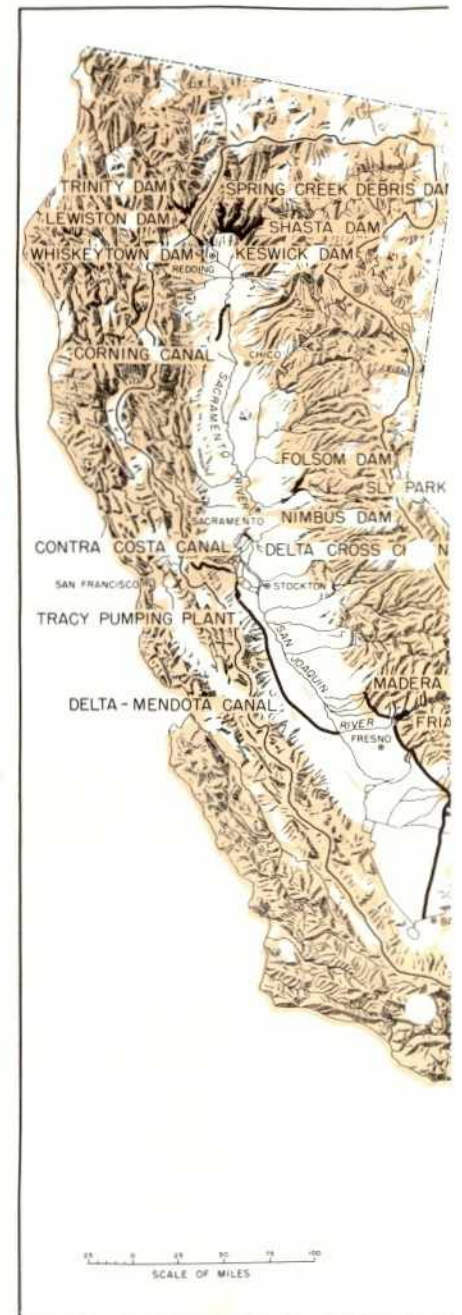 TRINITY DAM
SPRING CREEK DEBRIS DA
LEWISTON DAM
SHASTA DAM
WHISKEYTOWN DAM
KESWICK DAM
REDDING
CORNING CANAL
CHICO
SACRAMENTO
RIVER
FOLSOM DAM
SLY PARK
SACRAMENTO
NIMBUS DAM
CONTRA COSTA CANAL
DELTA CROSS C N
SAN FRANCISCO
STOCKTON
TRACY PUMPING PLANT
SAN JOAQUIN
MADERA
DELTA-MENDOTA CANAL
RIVER
FRIA
FRESNO
25 0 25 50 75 100
SCALE OF MILES